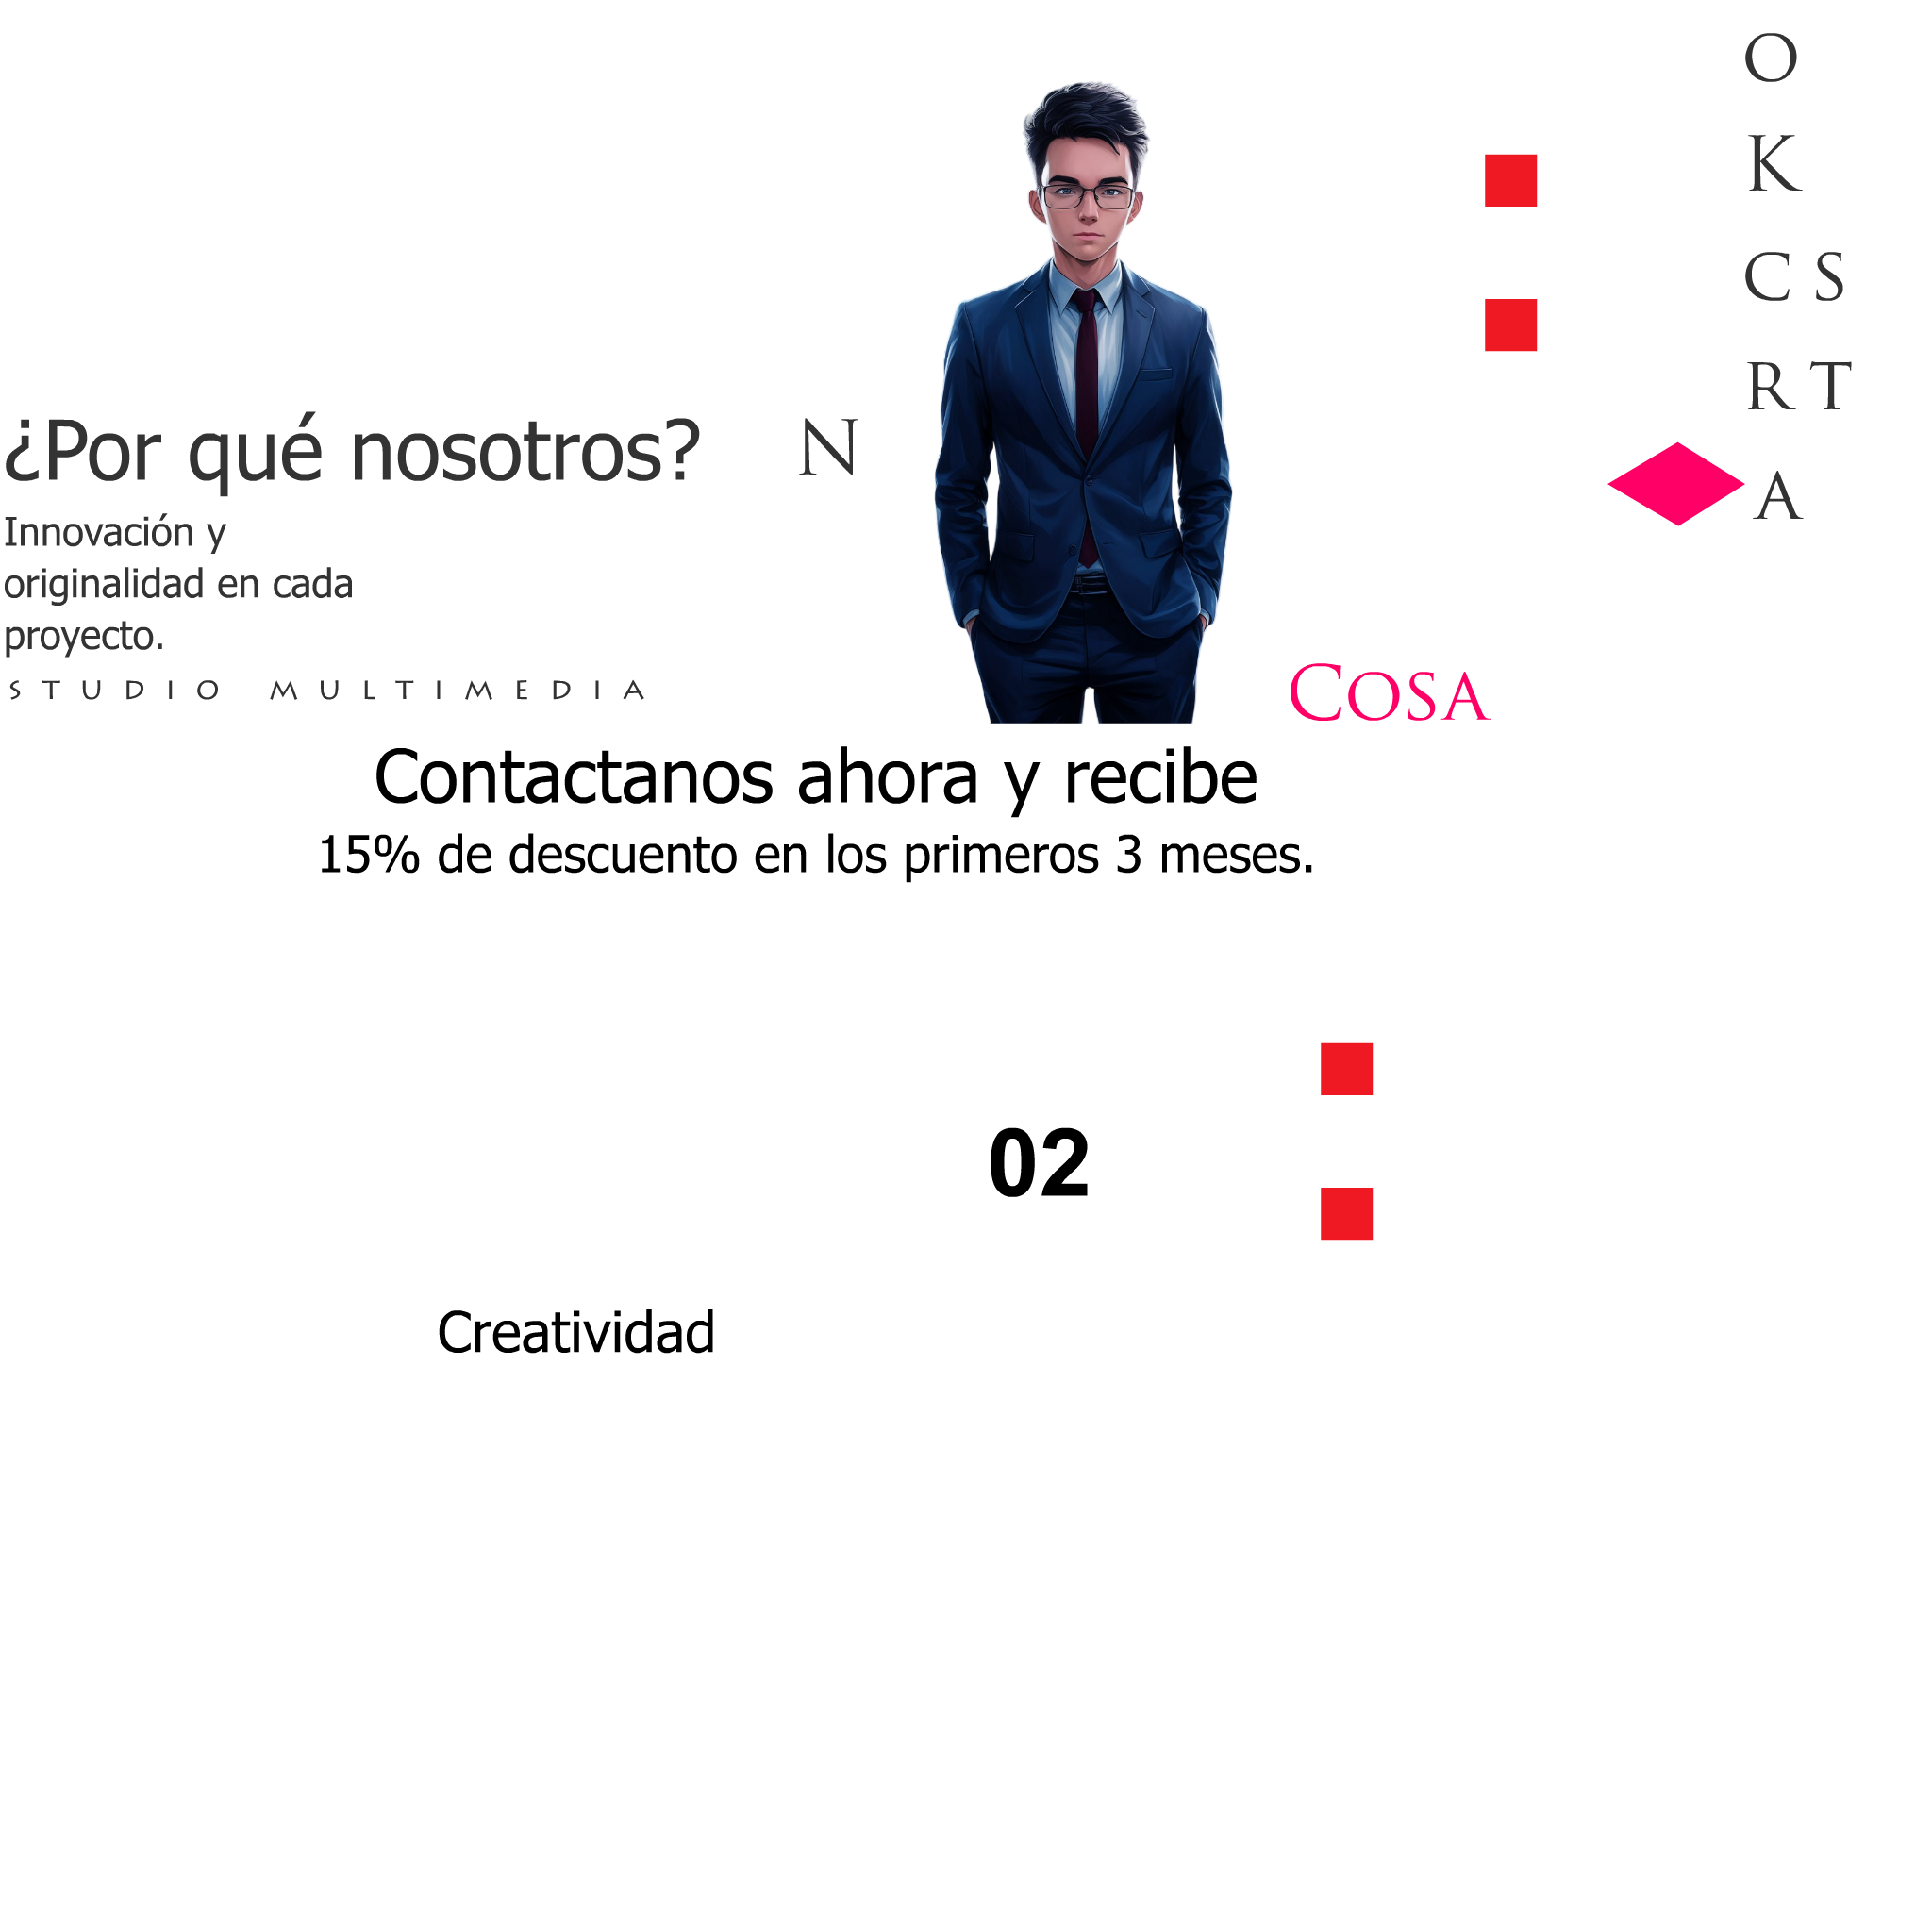 O
K
C S
R T
A
¿Por qué nosotros?
N
Innovación y
originalidad en cada
proyecto.
STUDIO MULTIMEDIA
Cosa
Contactanos ahora y recibe
15% de descuento en los primeros 3 meses.
02
Creatividad